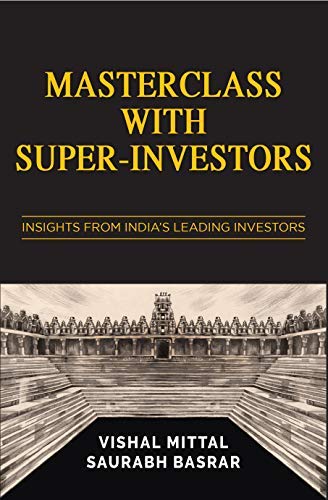 MASTERCLASS
WITH
SUPER-INVESTORS
INSIGHTS FROM INDIA'S LEADING INVESTORS
VISHAL MITTAL
SAURABH BASRAR